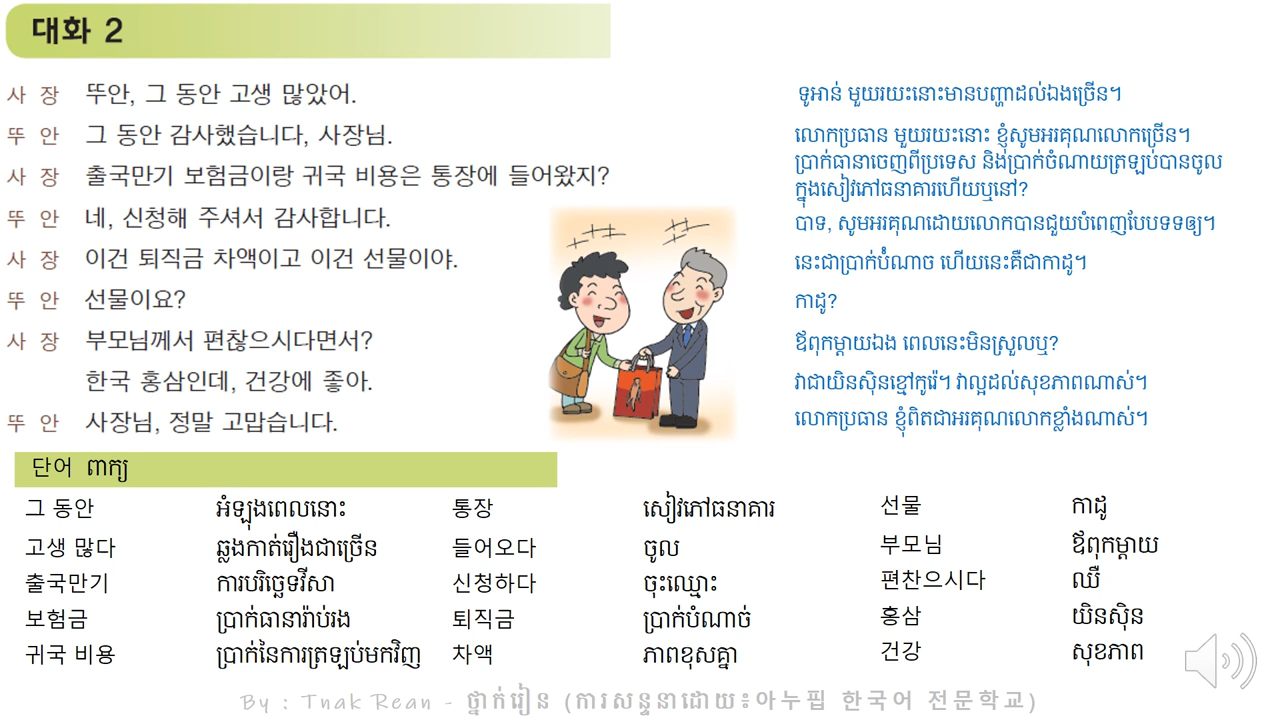 대화 2
사 장 뚜안, 그 동안 고생 많았어.
뚜 안 그 동안 감사했습니다, 사장님.
사 장 출국만기 보험금이랑 귀국 비용은 통장에 들어왔지?
뚜 안 네, 신청해 주셔서 감사합니다.
사 장 이건 퇴직금 차액이고 이건 선물이야.
뚜 안 선물이요?
사 장 부모님께서 편찮으시다면서?
한국 홍삼인데, 건강에 좋아.
뚜 안 사장님, 정말 고맙습니다.
ទូអាន់ មួយរយះនោះមានបញ្ហាដល់ឯងច្រើន។
លោកប្រធាន មួយរយះនោះ ខ្ញុំសូមអរគុណលោកច្រើន។
ប្រាក់ធានាចេញពីប្រទេស និងប្រាក់ចំណាយត្រឡប់បានចូល
ក្នុងសៀវភៅធនាគារហើយឬនៅ?
បាទ, សូមអរគុណដោយលោកបានជួយបំពេញបែបទទឲ្យ។
នេះជាប្រាក់បំណាច ហើយនេះគឺជាកាដូ។
កាដូ?
ឪពុកម្ដាយឯង ពេលនេះមិនស្រួលឬ?
វាជាយិនស៊ិនខ្មៅកូរ៉េ។ វាល្អដល់សុខភាពណាស់។
លោកប្រធាន ខ្ញុំពិតជាអរគុណលោកខ្លាំងណាស់។
단어 ពាក្យ
그 동안 អំឡុងពេលនោះ 통장 សៀវភៅធនាគារ 선물 កាដូ
고생 많다 ឆ្លងកាត់រឿងជាច្រើន 들어오다 ចូល 부모님 ឪពុកម្ដាយ
출국만기 ការបរិច្ឆេទវីសា 신청하다 ចុះឈ្មោះ 편찬으시다 ឈឺ
보험금 ប្រាក់ធានារ៉ាប់រង 퇴직금 ប្រាក់បំណាច់ 홍삼 យិនស៊ិន
귀국 비용 ប្រាក់នៃការត្រឡប់មកវិញ 차액 ភាពខុសគ្នា 건강 សុខភាព
By : Tnak Rean - ថ្នាក់រៀន (ការសន្ទនាដោយ៖아누핍 한국어 전문학교)